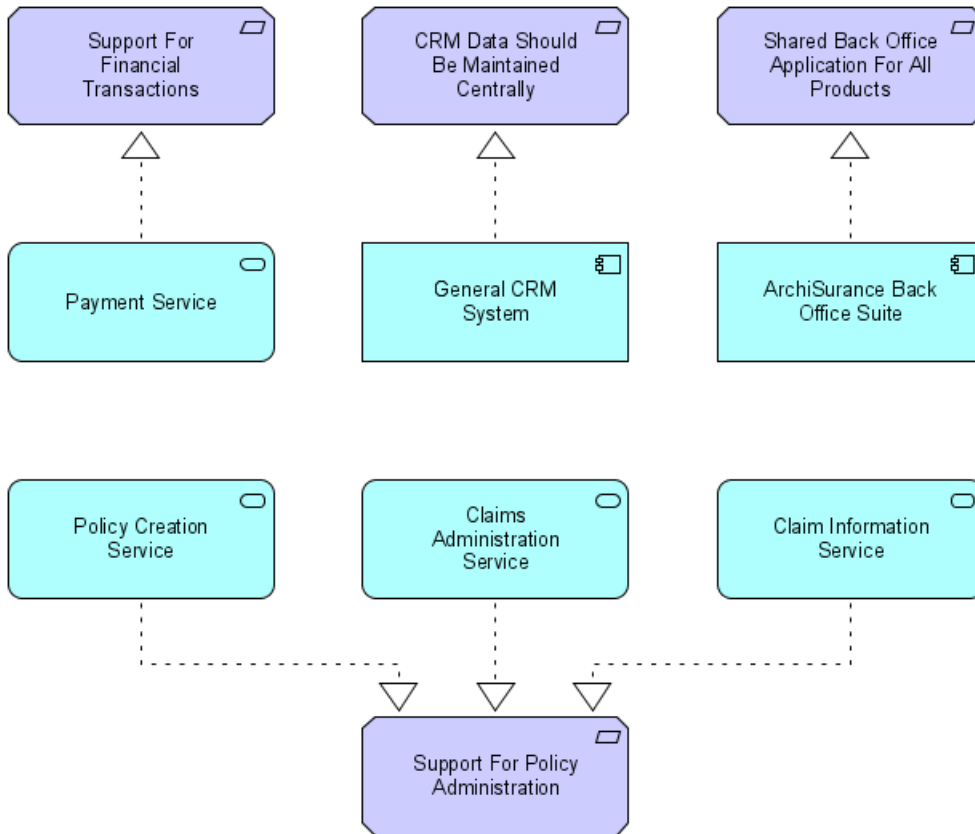 Support For
Financial
Transactions
CRM Data Should
Be Maintained
Centrally
Shared Back Office
Application For All
Products
Payment Service
General CRM
System
ArchiSurance Back
Office Suite
Policy Creation
Service
Claims
Administration
Service
Claim Information
Service
Support For Policy
Administration